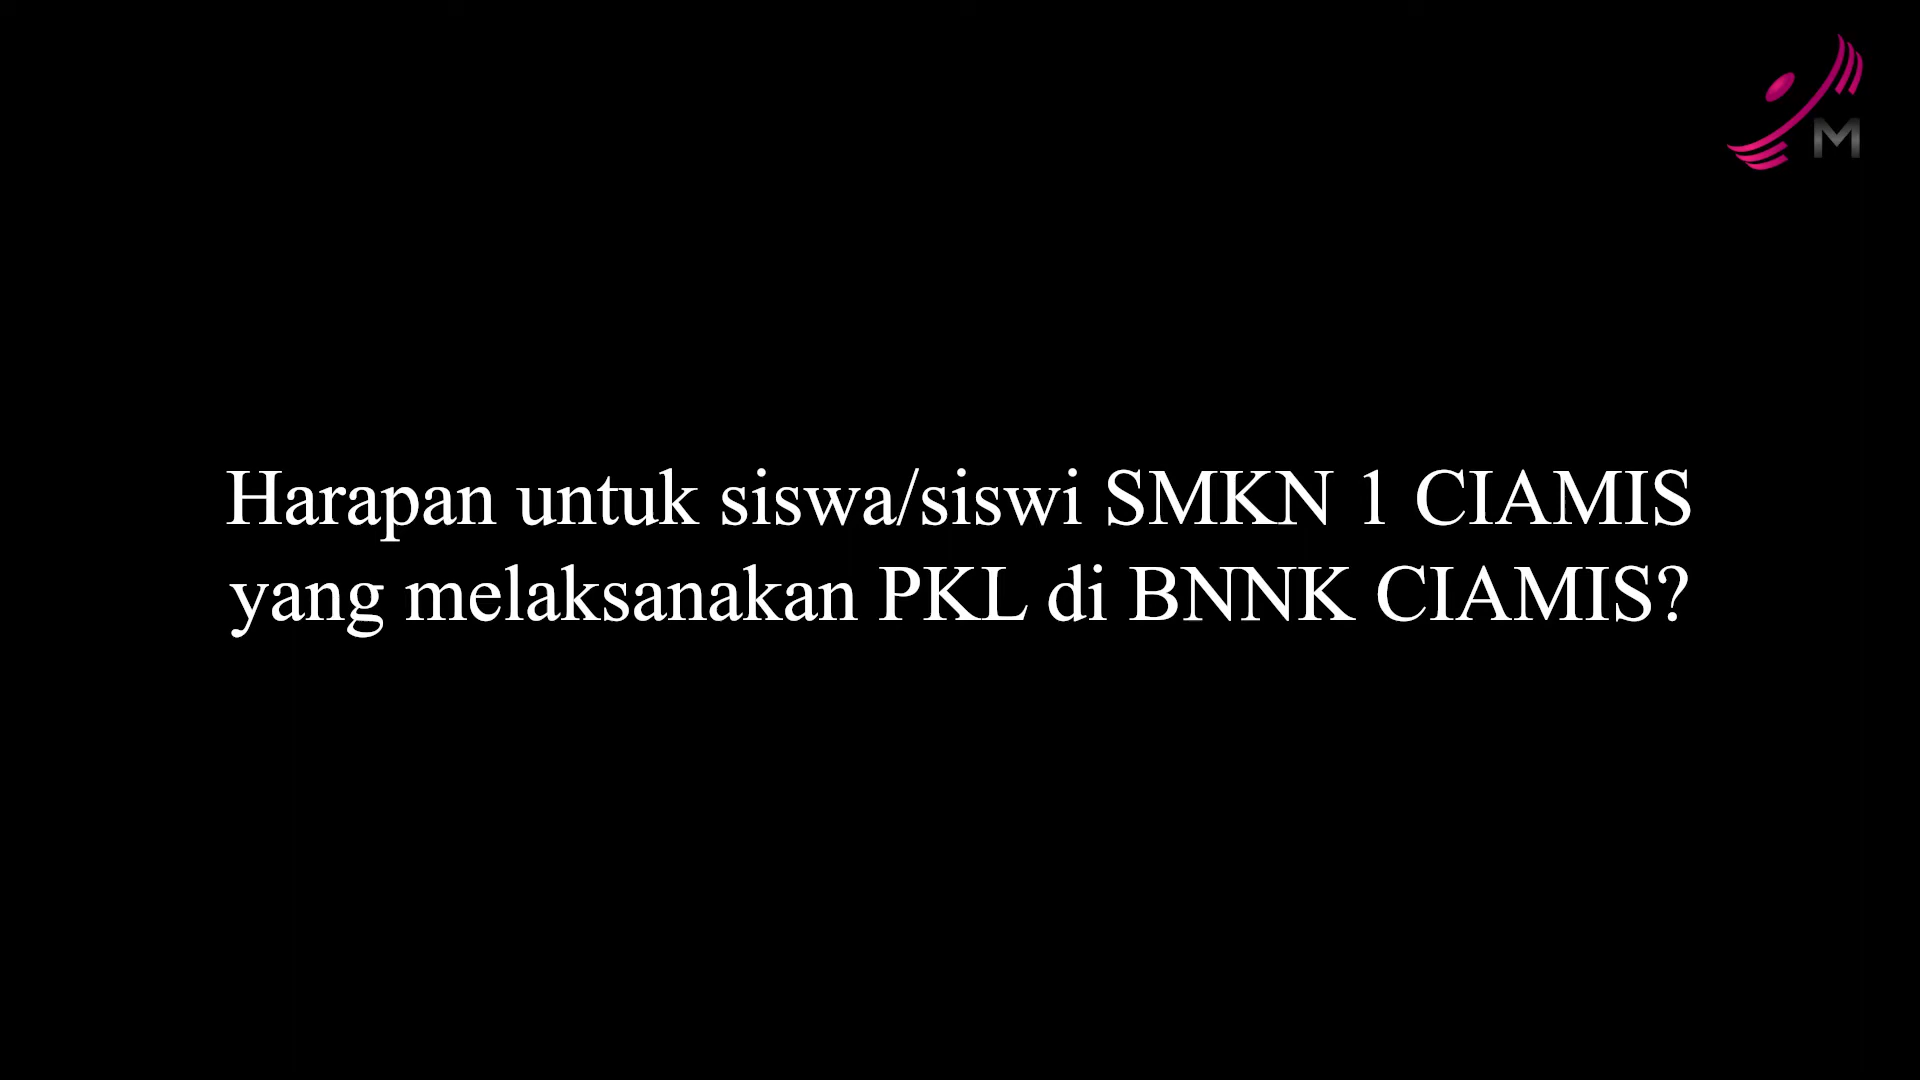 M
Harapan untuk siswa/siswi SMKN 1 CIAMIS
yang melaksanakan PKL di BNNK CIAMIS?